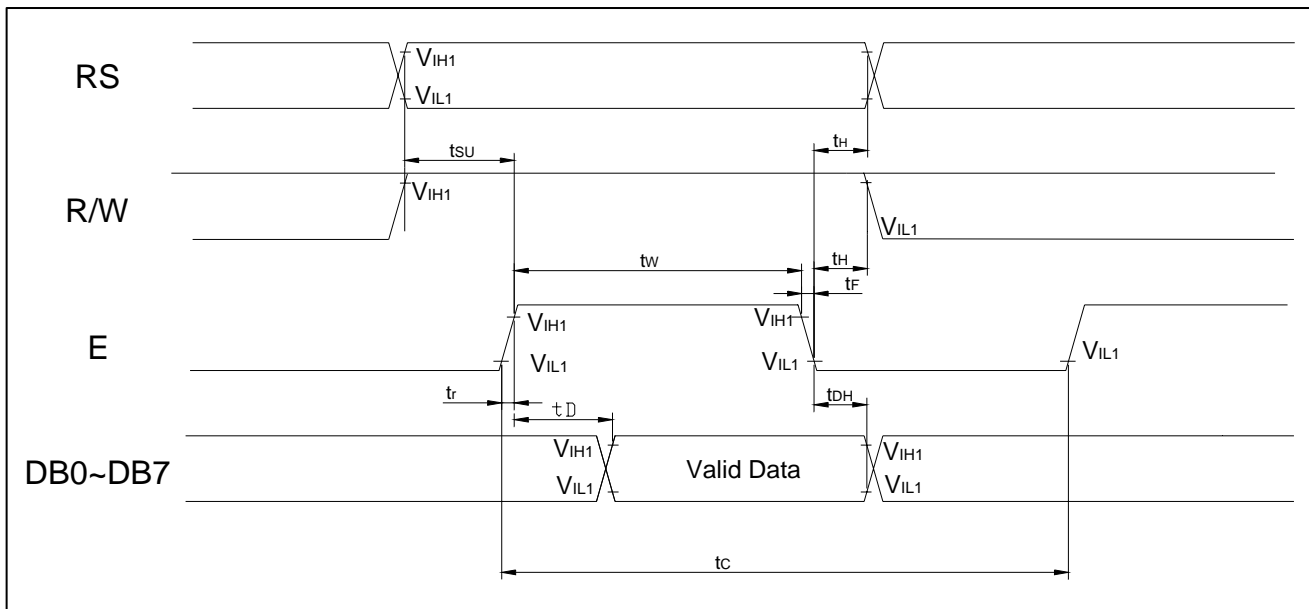 RS
VIH1
VIL1
tSU
tH
R/W
VIH1
VIL1
tW
tH
tF
E
VIH1
VIH1
VIL1
VIL1
VIL1
tr
tD
tDH
DB0~DB7
VIH1
VIL1
Valid Data
VIH1
VIL1
tC